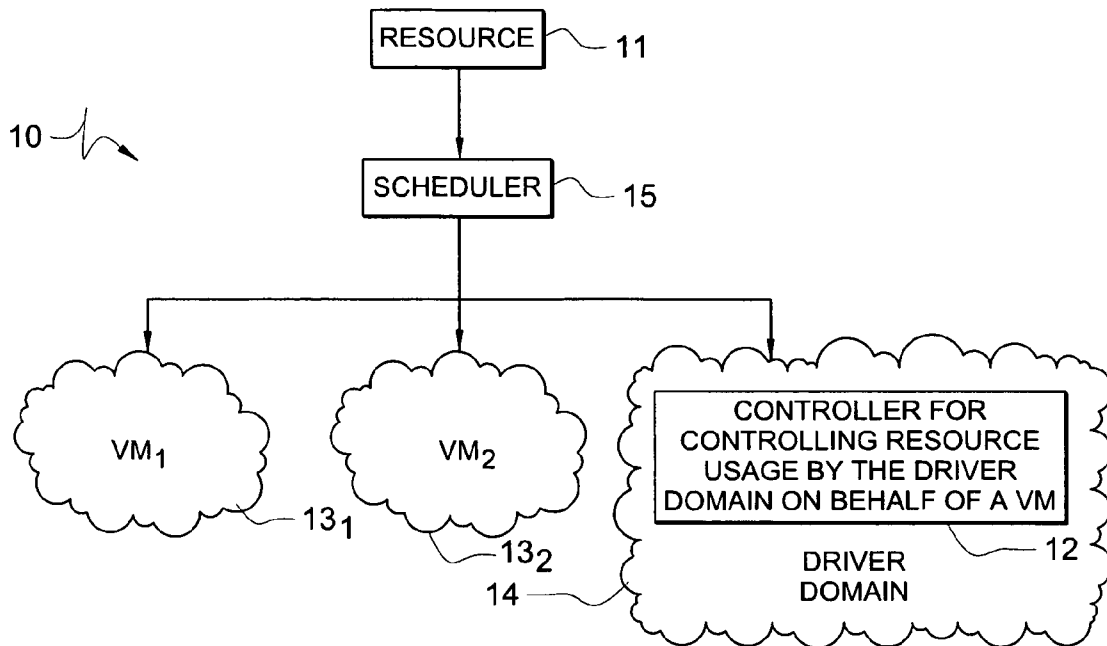 RESOURCE
11
10
SCHEDULER
15
VM₁
13₁
VM₂
13₂
CONTROLLER FOR
CONTROLLING RESOURCE
USAGE BY THE DRIVER
DOMAIN ON BEHALF OF A VM
12
DRIVER
DOMAIN
14